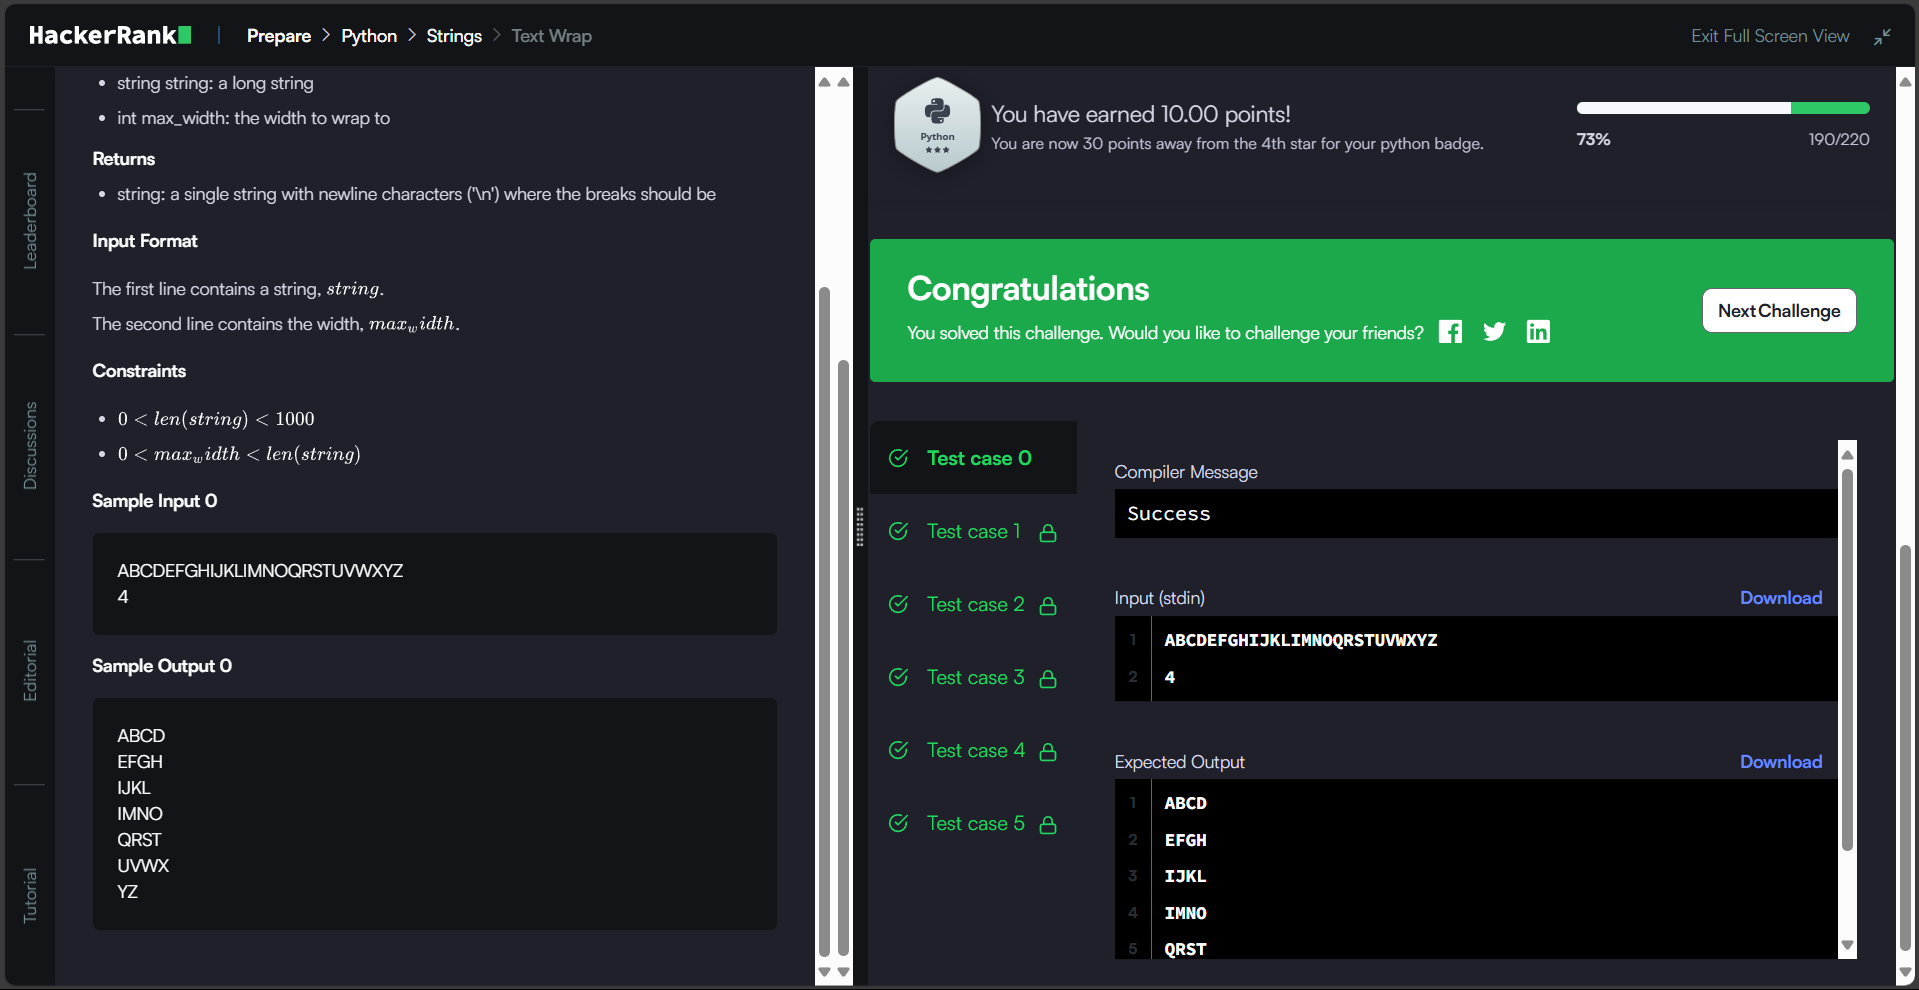 HackerRank
Prepare > Python > Strings > Text Wrap
Exit Full Screen View
Leaderboard
Discussions
Editorial
Tutorial
• string string: a long string
• int max_width: the width to wrap to
Returns
• string: a single string with newline characters ('\n') where the breaks should be
Input Format
The first line contains a string, string.
The second line contains the width, max_width.
Constraints
• 0 < len(string) < 1000
• 0 < max_width < len(string)
Sample Input 0
ABCDEFGHIJKLIMNOQRSTUVWXYZ
4
Sample Output 0
ABCD
EFGH
IJKL
IMNO
QRST
UVWX
YZ
Python
You have earned 10.00 points!
You are now 30 points away from the 4th star for your python badge.
73%
190/220
Congratulations
You solved this challenge. Would you like to challenge your friends?
Next Challenge
Test case 0
Test case 1
Test case 2
Test case 3
Test case 4
Test case 5
Compiler Message
Success
Input (stdin)
Download
1 ABCDEFGHIJKLIMNOQRSTUVWXYZ
2 4
Expected Output
Download
1 ABCD
2 EFGH
3 IJKL
4 IMNO
5 QRST